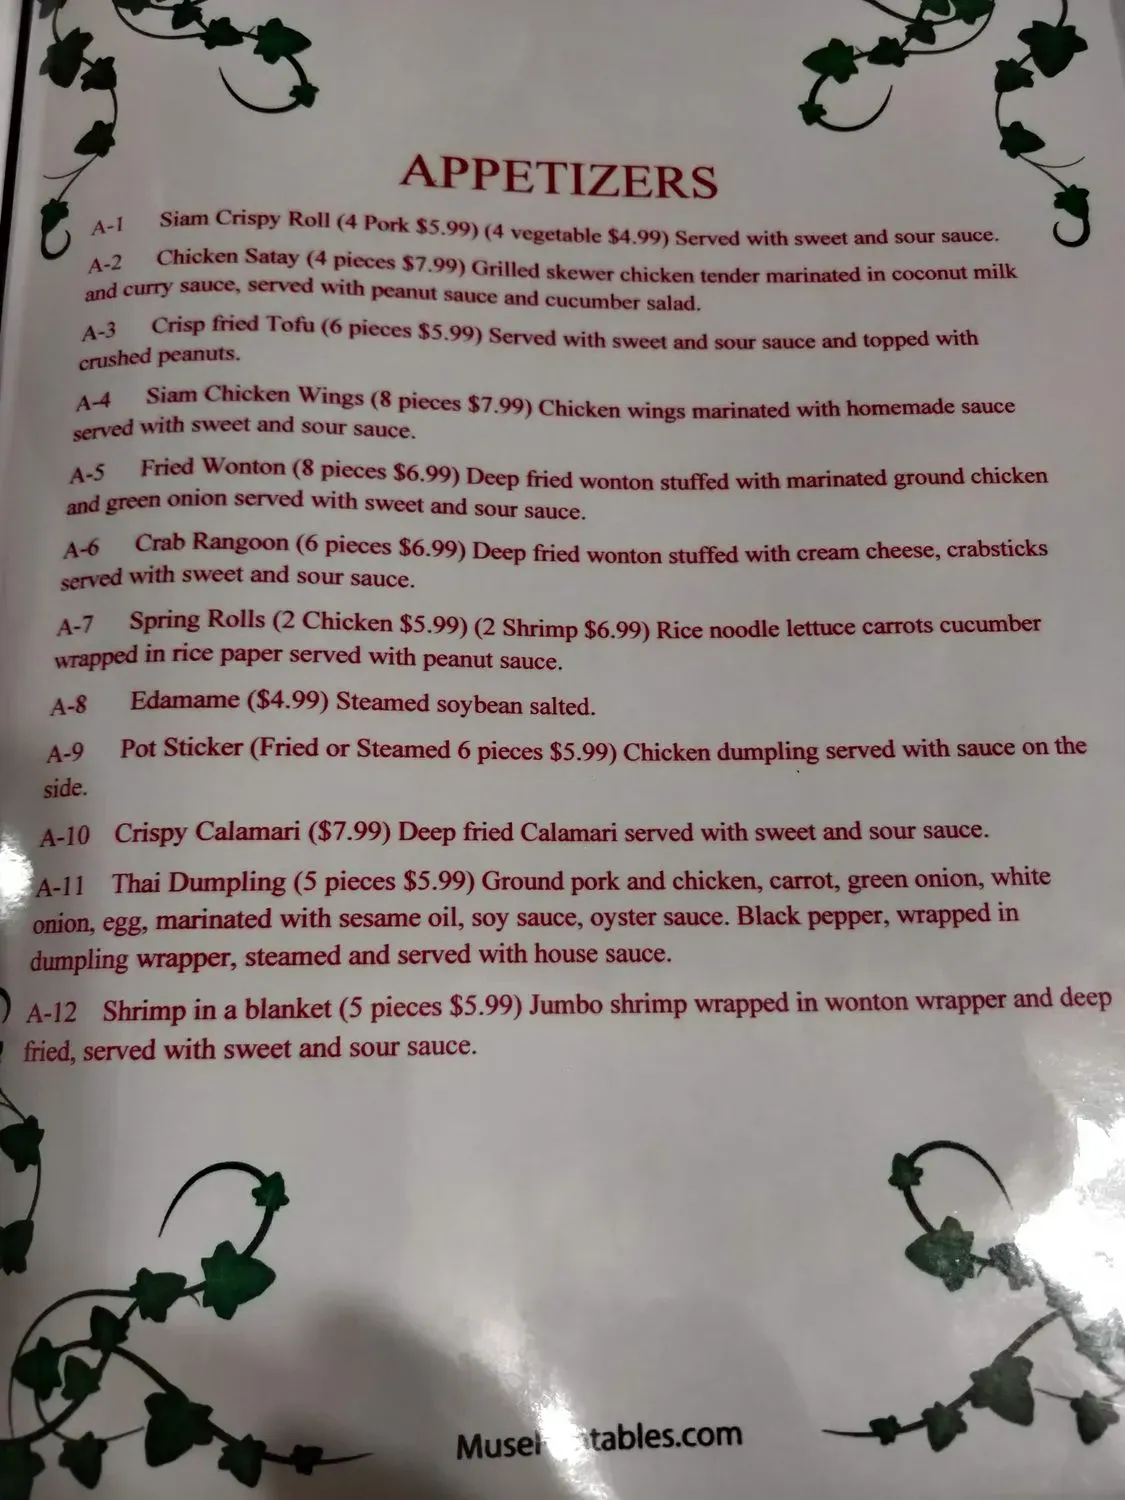 APPETIZERS
A-1 Siam Crispy Roll (4 Pork $5.99) (4 vegetable $4.99) Served with sweet and sour sauce.
A-2 Chicken Satay (4 pieces $7.99) Grilled skewer chicken tender marinated in coconut milk
and curry sauce, served with peanut sauce and cucumber salad.
A-3 Crisp fried Tofu (6 pieces $5.99) Served with sweet and sour sauce and topped with
crushed peanuts.
A-4 Siam Chicken Wings (8 pieces $7.99) Chicken wings marinated with homemade sauce
served with sweet and sour sauce.
A-5 Fried Wonton (8 pieces $6.99) Deep fried wonton stuffed with marinated ground chicken
and green onion served with sweet and sour sauce.
A-6 Crab Rangoon (6 pieces $6.99) Deep fried wonton stuffed with cream cheese, crabsticks
served with sweet and sour sauce.
A-7 Spring Rolls (2 Chicken $5.99) (2 Shrimp $6.99) Rice noodle lettuce carrots cucumber
wrapped in rice paper served with peanut sauce.
A-8 Edamame ($4.99) Steamed soybean salted.
A-9 Pot Sticker (Fried or Steamed 6 pieces $5.99) Chicken dumpling served with sauce on the
side.
A-10 Crispy Calamari ($7.99) Deep fried Calamari served with sweet and sour sauce.
A-11 Thai Dumpling (5 pieces $5.99) Ground pork and chicken, carrot, green onion, white
onion, egg, marinated with sesame oil, soy sauce, oyster sauce. Black pepper, wrapped in
dumpling wrapper, steamed and served with house sauce.
A-12 Shrimp in a blanket (5 pieces $5.99) Jumbo shrimp wrapped in wonton wrapper and deep
fried, served with sweet and sour sauce.